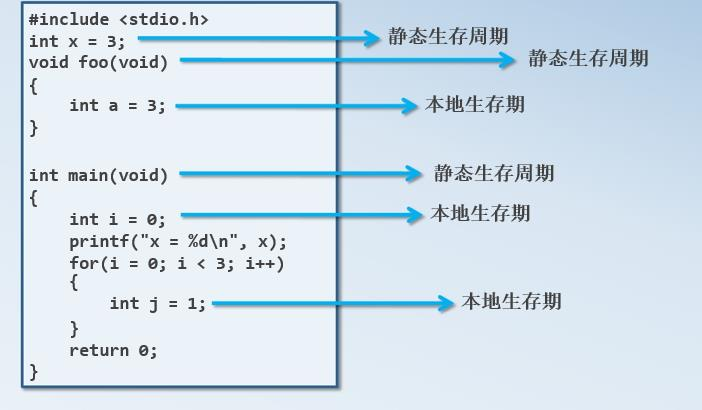 #include <stdio.h>
int x = 3; 静态生存周期
void foo(void) 静态生存周期
{
int a = 3; 本地生存期
}
int main(void) 静态生存周期
{
int i = 0; 本地生存期
printf("x = %d\n", x);
for(i = 0; i < 3; i++)
{
int j = 1; 本地生存期
}
return 0;
}